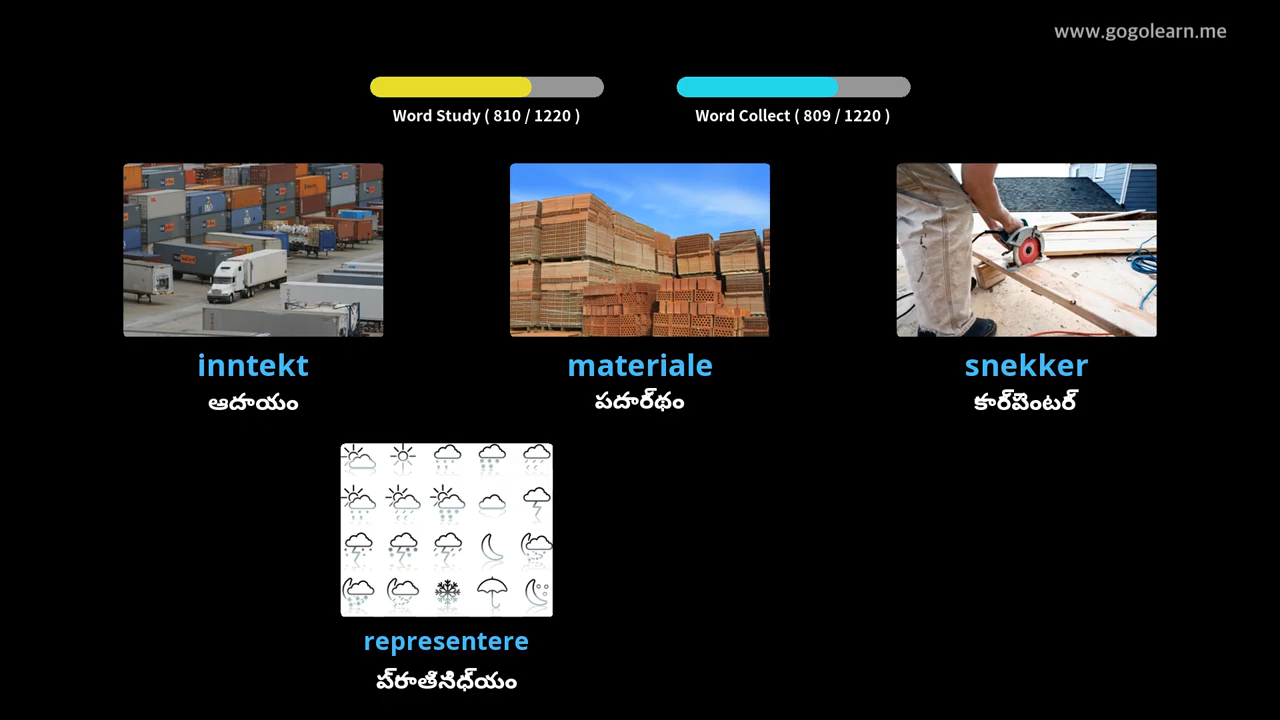 www.gogolearn.me
Word Study ( 810 / 1220 )
Word Collect ( 809 / 1220 )
inntekt
materiale
snekker
ఆదాయం
పదార్థం
కార్పెంటర్
representere
ప్రాతినిధ్యం